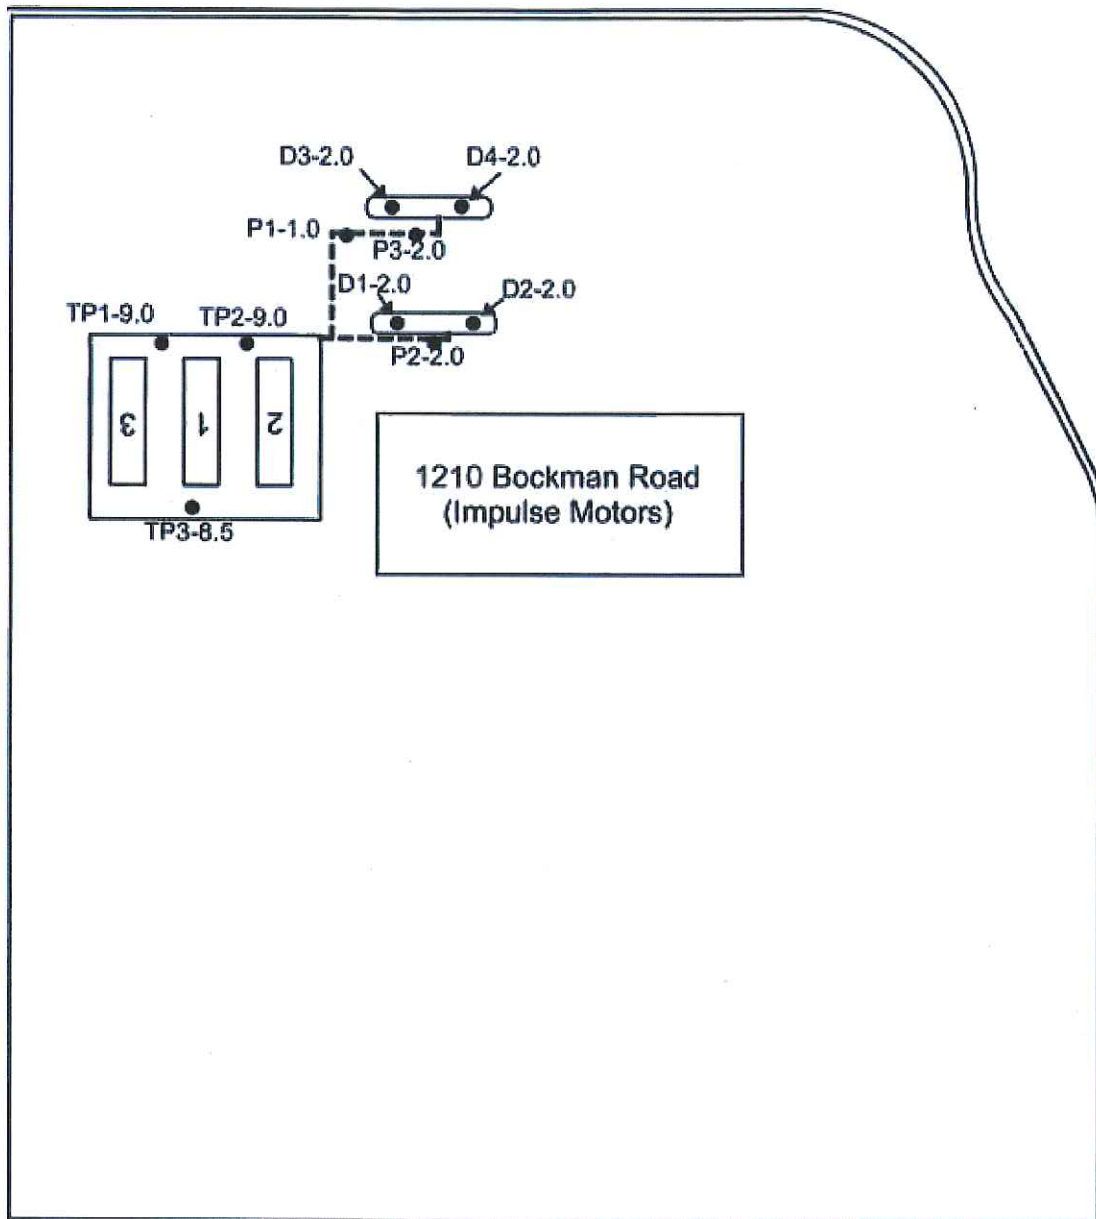 D3-2.0
D4-2.0
P1-1.0
P3-2.0
D1-2.0
D2-2.0
TP1-9.0
TP2-9.0
P2-2.0
3
1
2
1210 Bockman Road
(Impulse Motors)
TP3-8.5